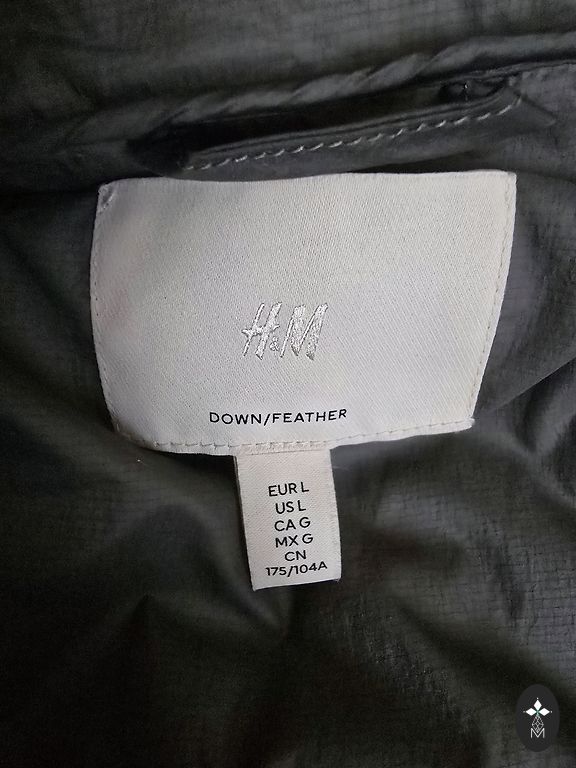 H&M
DOWN/FEATHER
EUR L
US L
CA G
MX G
CN
175/104A
M